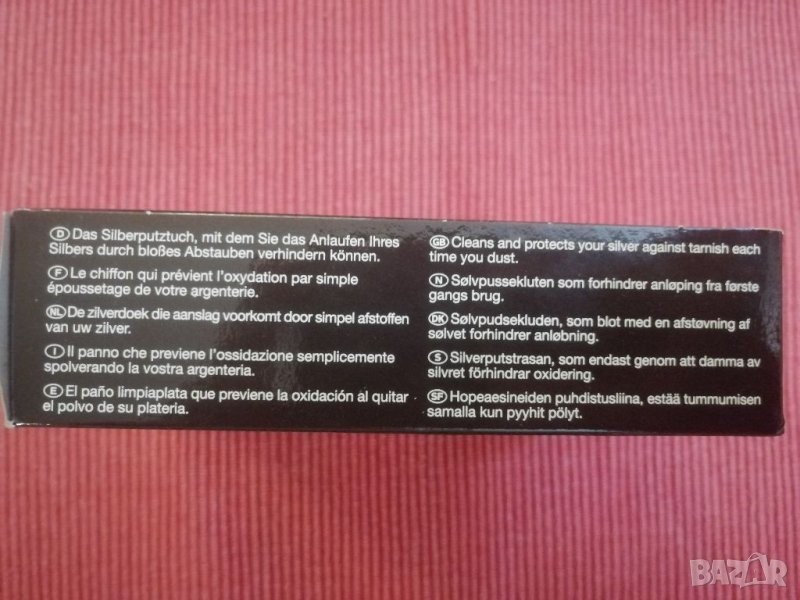 D Das Silberputztuch, mit dem Sie das Anlaufen Ihres
Silbers durch bloßes Abstauben verhindern können.
F Le chiffon qui prévient l'oxydation par simple
époussetage de votre argenterie.
NL De zilverdoek die aanslag voorkomt door simpel afstoffen
van uw zilver.
I Il panno che previene l'ossidazione semplicemente
spolverando la vostra argenteria.
E El paño limpiaplata que previene la oxidación al quitar
el polvo de su plateria.
GB Cleans and protects your silver against tarnish each
time you dust.
N Sølvpussekluten som forhindrer anløping fra første
gangs brug.
DK Sølvpudsekluden, som blot med en afstøvning af
sølvet forhindrer anløbning.
S Silverputstrasan, som endast genom att damma av
silvret förhindrar oxidering.
SF Hopeaesineiden puhdistusliina, estää tummumisen
samalla kun pyyhit pölyt.
BAZAR